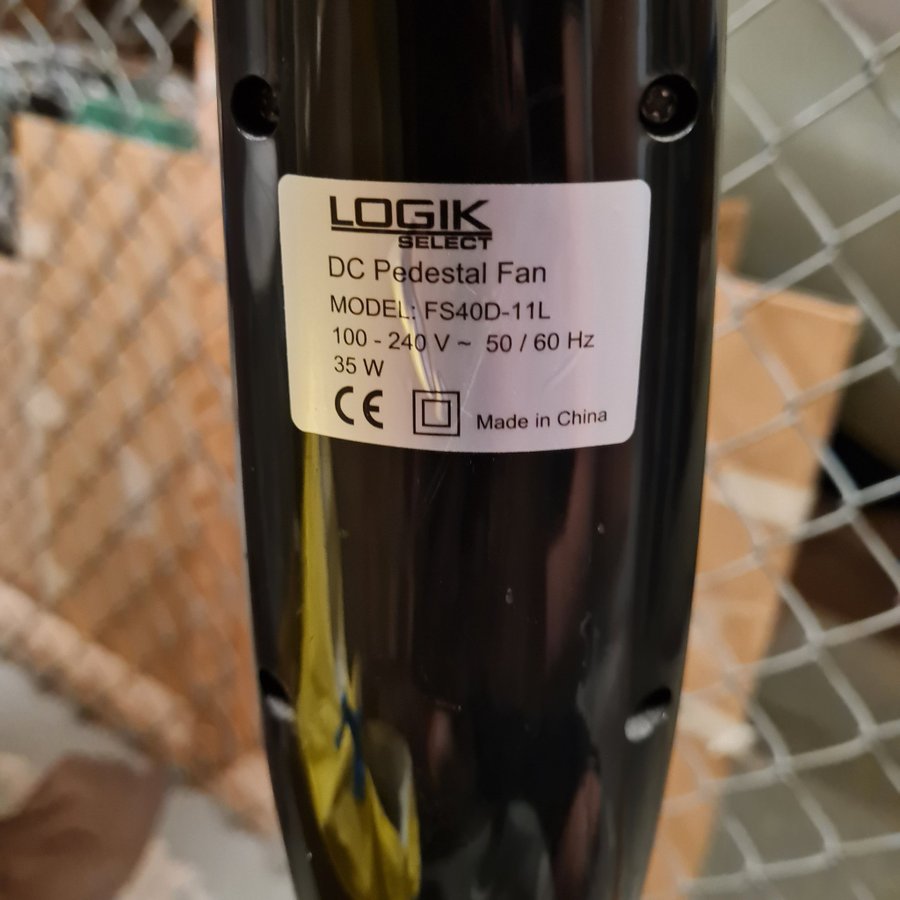 LOGIK
SELECT
DC Pedestal Fan
MODEL: FS40D-11L
100 - 240 V ~ 50 / 60 Hz
35 W
CE
Made in China